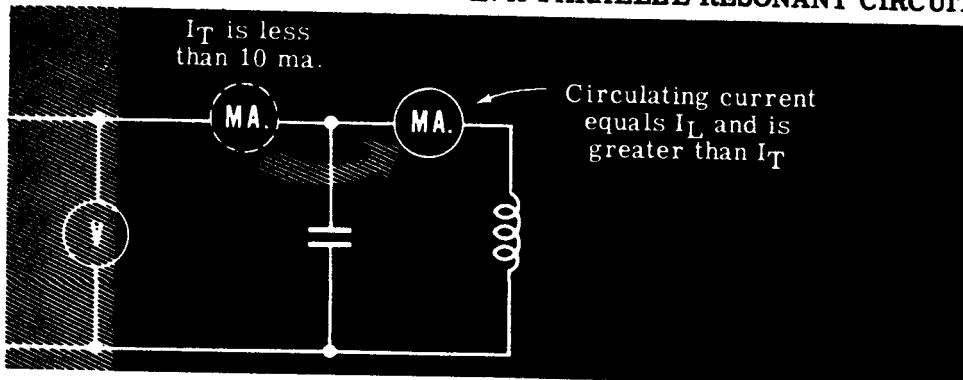 A PARALLEL RESONANT CIRCUIT
IT is less
than 10 ma.
MA.
MA.
Circulating current
equals IL and is
greater than IT
V